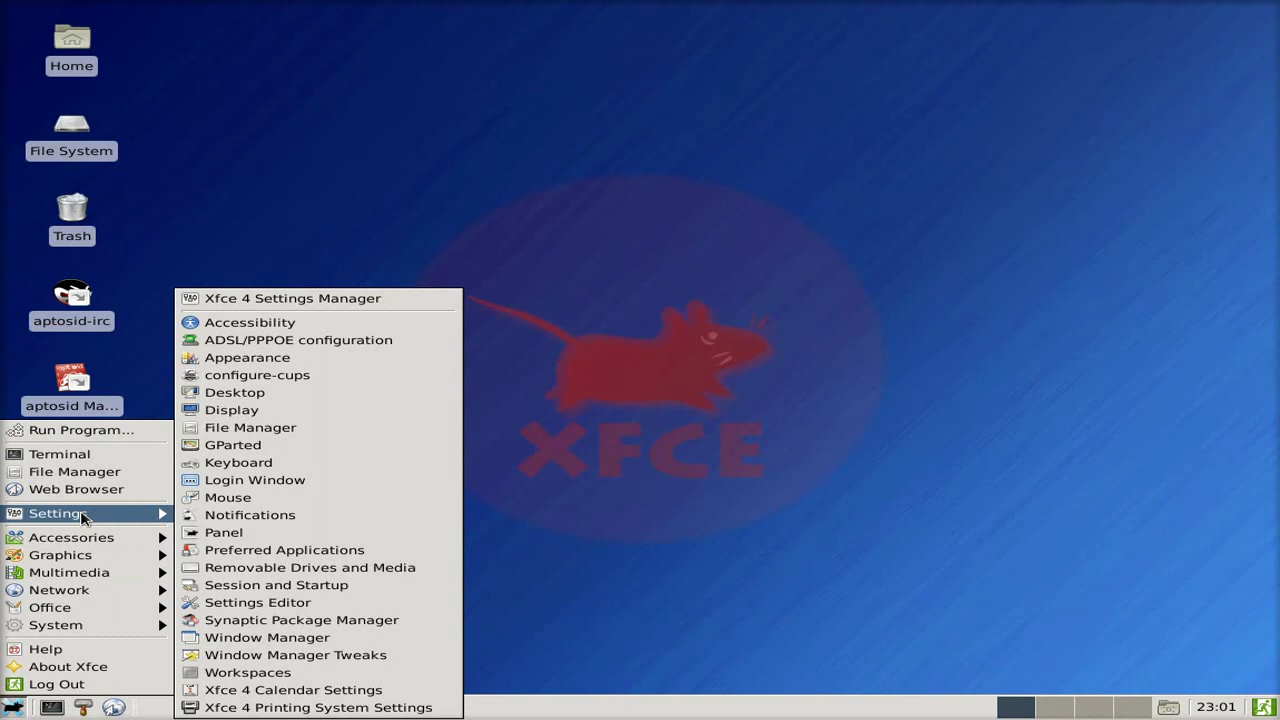 Home
File System
Trash
aptosid-irc
aptosid Ma...
Run Program...
Terminal
File Manager
Web Browser
Settings
Accessories
Graphics
Multimedia
Network
Office
System
Help
About Xfce
Log Out
Xfce 4 Settings Manager
Accessibility
ADSL/PPPOE configuration
Appearance
configure-cups
Desktop
Display
File Manager
GParted
Keyboard
Login Window
Mouse
Notifications
Panel
Preferred Applications
Removable Drives and Media
Session and Startup
Settings Editor
Synaptic Package Manager
Window Manager
Window Manager Tweaks
Workspaces
Xfce 4 Calendar Settings
Xfce 4 Printing System Settings
XFCE
23:01